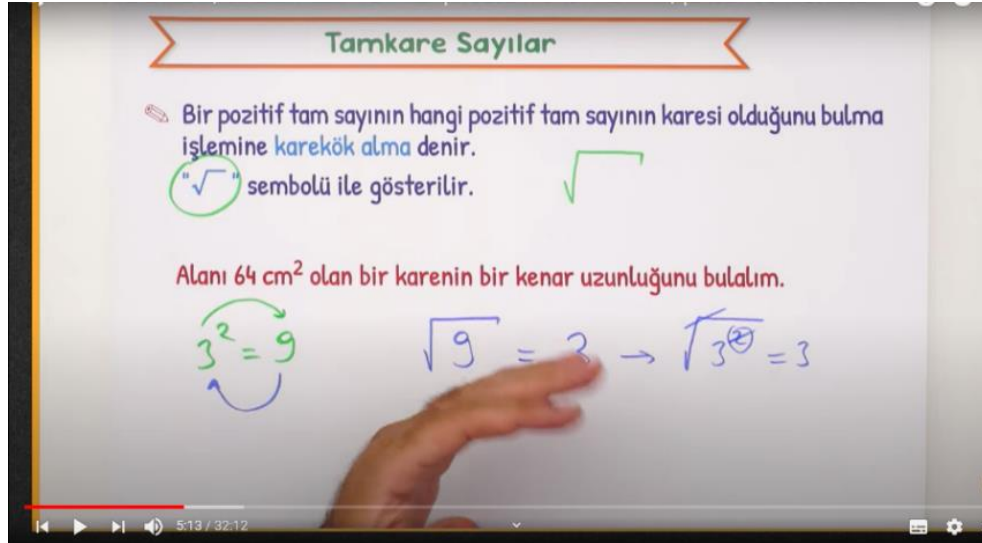 Tamkare Sayılar
Bir pozitif tam sayının hangi pozitif tam sayının karesi olduğunu bulma
işlemine karekök alma denir.
"√" sembolü ile gösterilir. √
Alanı 64 cm² olan bir karenin bir kenar uzunluğunu bulalım.
3² = 9 √9 = 3 → √3² = 3
5:13 / 32:12